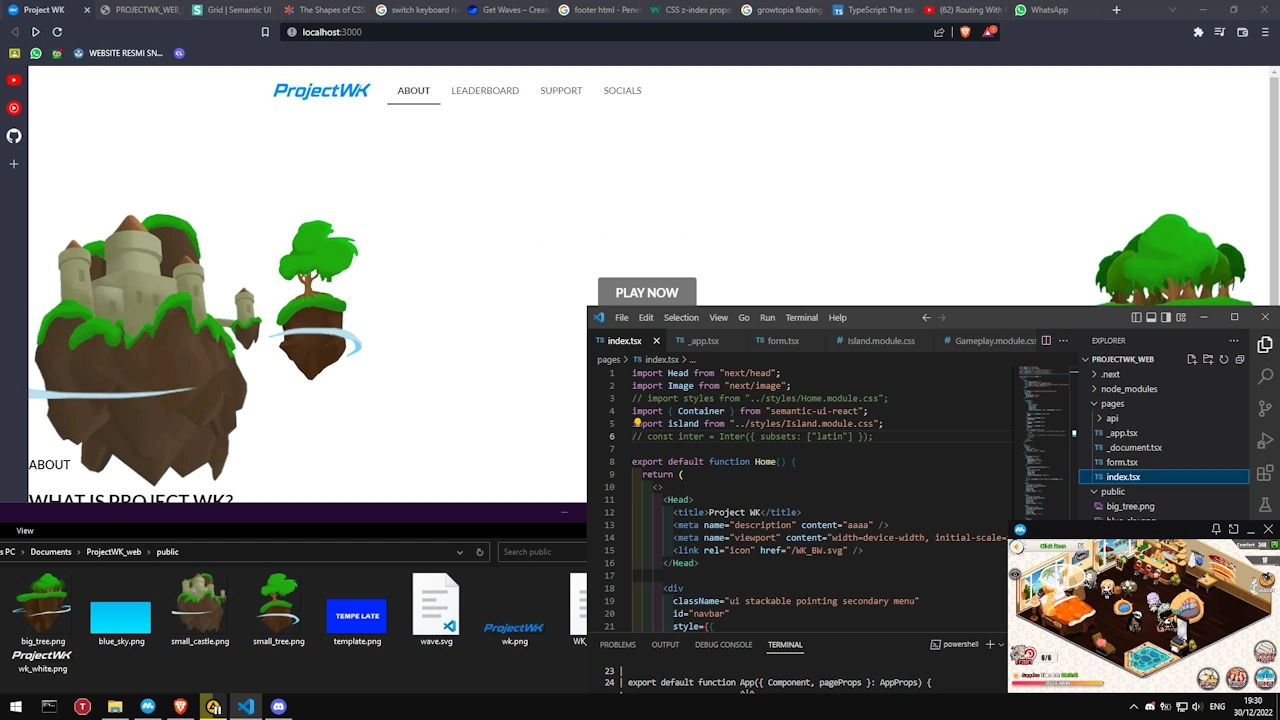 Project WK
PROJECTWK_WEB_
Grid | Semantic UI
The Shapes of CSS
switch keyboard ri
Get Waves – Create
footer html - Pene
CSS z-index prope
growtopia floating
TypeScript: The sta
(62) Routing With
WhatsApp
localhost:3000
WEBSITE RESMI SN...
CL
ProjectWK
ABOUT
LEADERBOARD
SUPPORT
SOCIALS
PLAY NOW
ABOUT
WHAT IS PROJECT WK?
File Edit Selection View Go Run Terminal Help
index.tsx
_app.tsx
form.tsx
Island.module.css
Gameplay.module.css
pages > index.tsx > ...
1 import Head from "next/head";
2 import Image from "next/image";
3 // import styles from "../styles/Home.module.css";
4 import { Container } from "semantic-ui-react";
5 import island from "../styles/Island.module.css";
6 // const inter = Inter({ subsets: ["latin"] });
7
8 export default function Home() {
9 return (
10 <>
11 <Head>
12 <title>Project WK</title>
13 <meta name="description" content="aaaa" />
14 <meta name="viewport" content="width=device-width, initial-scale=
15 <link rel="icon" href="/WK_BW.svg" />
16 </Head>
17
18 <div
19 className="ui stackable pointing secondary menu"
20 id="navbar"
21 style={{
EXPLORER
PROJECTWK_WEB
.next
node_modules
pages
api
_app.tsx
_document.tsx
form.tsx
index.tsx
public
big_tree.png
PROBLEMS
OUTPUT
DEBUG CONSOLE
TERMINAL
powershell
23
24 export default function App({ Component, pageProps }: AppProps) {
View
s PC > Documents > ProjectWK_web > public
Search public
big_tree.png
blue_sky.png
small_castle.png
small_tree.png
TEMPE LATE
template.png
wave.svg
ProjectWK
wk.png
WK_
ProjectWK
wk_white.png
Comfort 348
6/6
Train
ENG
19:30
30/12/2022